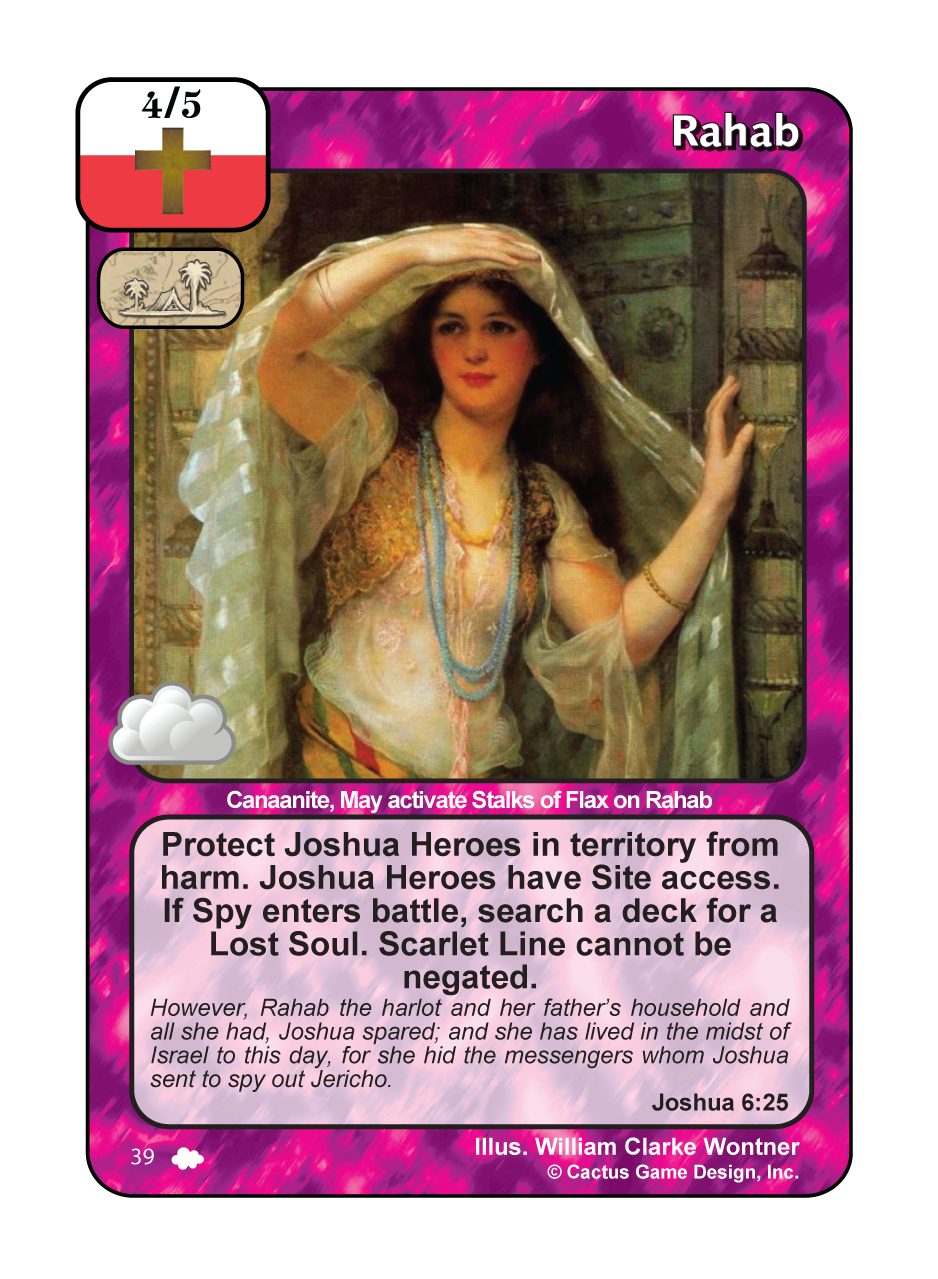 4/5
Rahab
Canaanite, May activate Stalks of Flax on Rahab
Protect Joshua Heroes in territory from
harm. Joshua Heroes have Site access.
If Spy enters battle, search a deck for a
Lost Soul. Scarlet Line cannot be
negated.
However, Rahab the harlot and her father’s household and
all she had, Joshua spared; and she has lived in the midst of
Israel to this day, for she hid the messengers whom Joshua
sent to spy out Jericho.
Joshua 6:25
39
Illus. William Clarke Wontner
© Cactus Game Design, Inc.